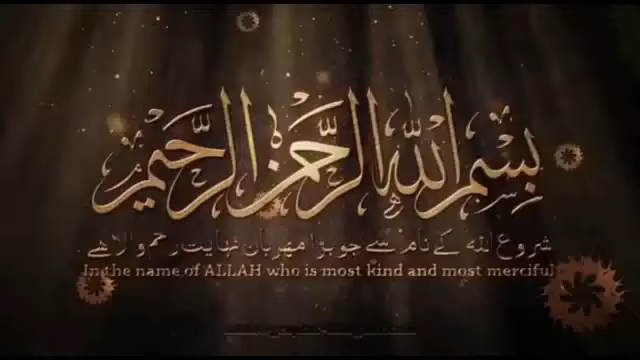 بسم الله الرحمن الرحيم
شروع اللہ کے نام سے جو بڑا مہربان نہایت رحم والا ہے
In the name of ALLAH who is most kind and most merciful